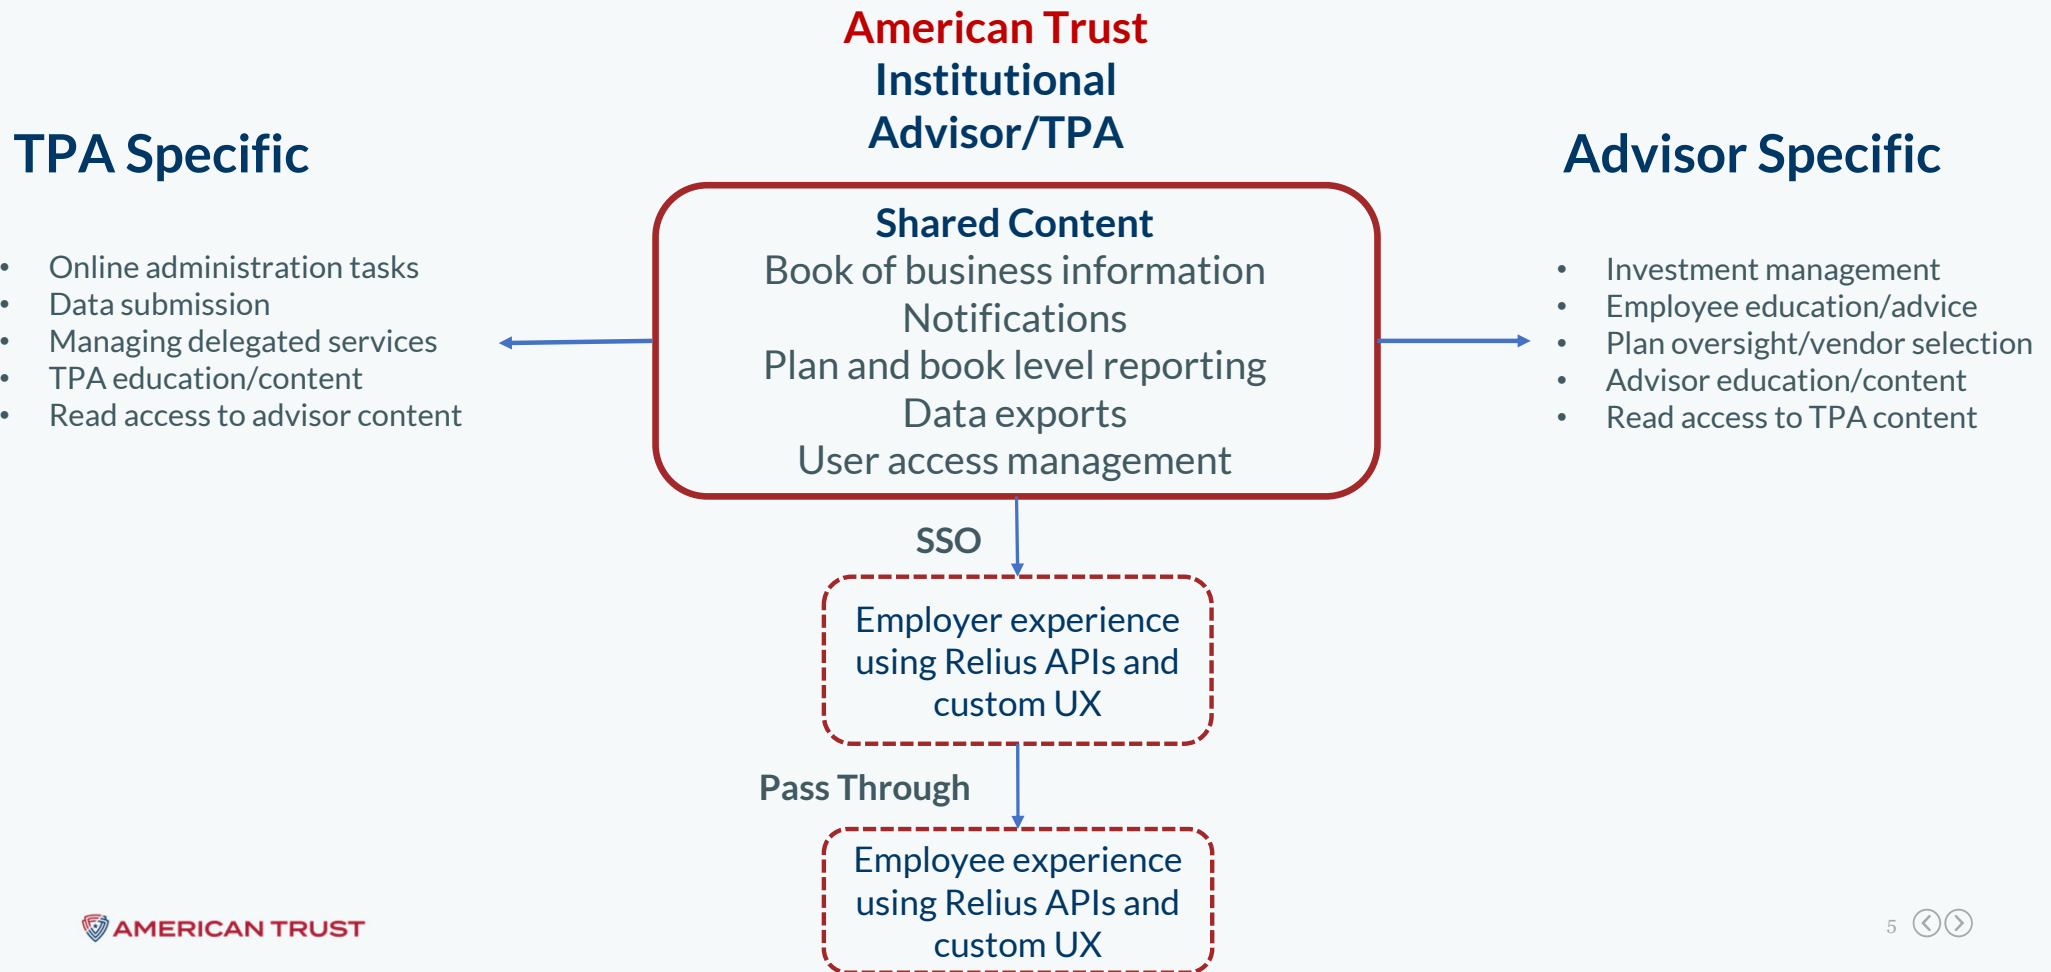 American Trust
Institutional
Advisor/TPA
TPA Specific
• Online administration tasks
• Data submission
• Managing delegated services
• TPA education/content
• Read access to advisor content
Shared Content
Book of business information
Notifications
Plan and book level reporting
Data exports
User access management
Advisor Specific
• Investment management
• Employee education/advice
• Plan oversight/vendor selection
• Advisor education/content
• Read access to TPA content
SSO
Employer experience
using Relius APIs and
custom UX
Pass Through
Employee experience
using Relius APIs and
custom UX
AMERICAN TRUST
5